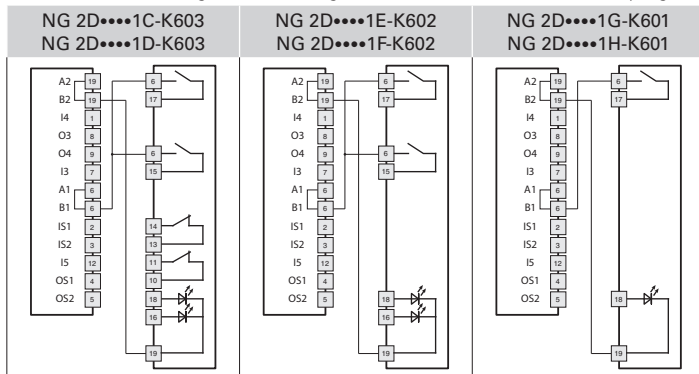 NG 2D••••1C-K603
NG 2D••••1D-K603
NG 2D••••1E-K602
NG 2D••••1F-K602
NG 2D••••1G-K601
NG 2D••••1H-K601
A2 19 6
B2 19 17
I4 1
O3 8
O4 9 6
I3 7 15
A1 6
B1 6
IS1 2 14
IS2 3 13
I5 12 11
OS1 4 10
OS2 5 18
16
19
A2 19 6
B2 19 17
I4 1
O3 8
O4 9 6
I3 7 15
A1 6
B1 6
IS1 2
IS2 3
I5 12
OS1 4
OS2 5 18
16
19
A2 19 6
B2 19 17
I4 1
O3 8
O4 9
I3 7
A1 6
B1 6
IS1 2
IS2 3
I5 12
OS1 4
OS2 5 18
19